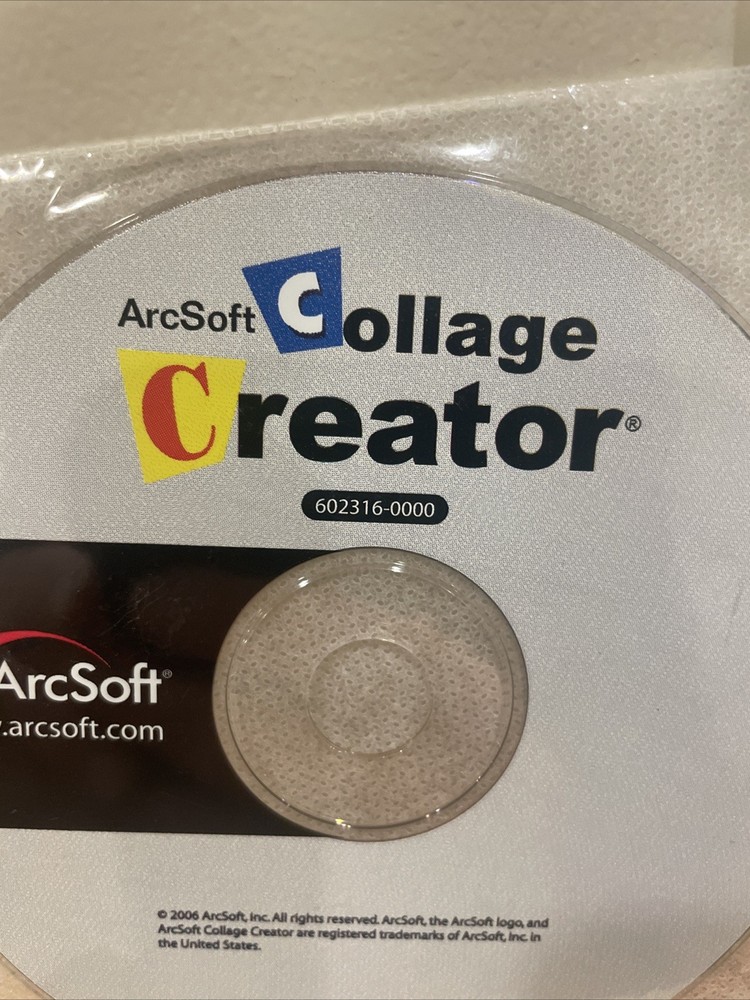 ArcSoft Collage
Creator®
602316-0000
ArcSoft®
.arcsoft.com
© 2006 ArcSoft, Inc. All rights reserved. ArcSoft, the ArcSoft logo, and
ArcSoft Collage Creator are registered trademarks of ArcSoft, Inc. in
the United States.